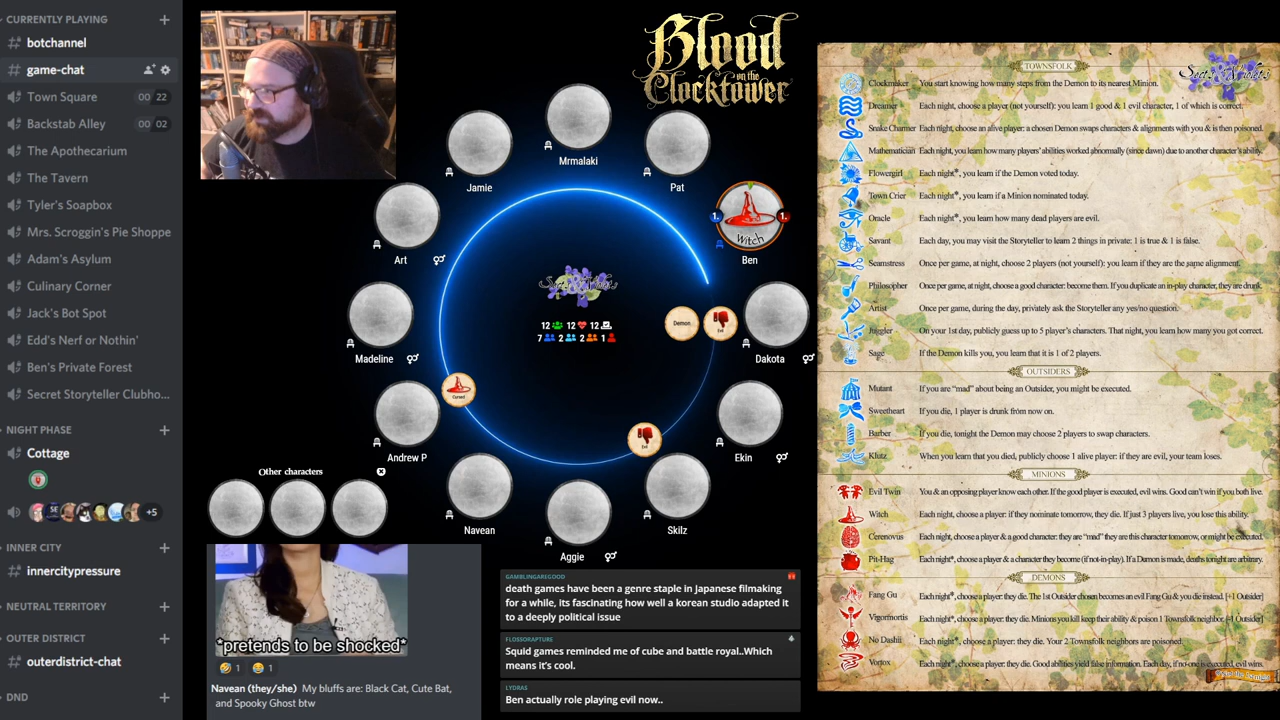 CURRENTLY PLAYING
botchannel
game-chat
Town Square 00 22
Backstab Alley 00 02
The Apothecarium
The Tavern
Tyler's Soapbox
Mrs. Scroggin's Pie Shoppe
Adam's Asylum
Culinary Corner
Jack's Bot Spot
Edd's Nerf or Nothin'
Ben's Private Forest
Secret Storyteller Clubho...
NIGHT PHASE
Cottage
+5
INNER CITY
innercitypressure
NEUTRAL TERRITORY
OUTER DISTRICT
outerdistrict-chat
DND
Blood
on the
Clocktower
Mrmalaki
Jamie
Pat
Art
1.
1.
Witch
Ben
Madeline
Demon
Evil
Dakota
12 12 12
7 2 2 2 1
Cursed
Andrew P
Evil
Ekin
Navean
Skilz
Aggie
Other characters
*pretends to be shocked*
1 1
Navean (they/she) My bluffs are: Black Cat, Cute Bat,
and Spooky Ghost btw
GAMBLINGAREGOOD
death games have been a genre staple in Japanese filmaking
for a while, its fascinating how well a korean studio adapted it
to a deeply political issue
FLOSSORAPTURE
Squid games reminded me of cube and battle royal..Which
means it's cool.
LYDRAS
Ben actually role playing evil now..
Sects & Violets
TOWNSFOLK
Clockmaker You start knowing how many steps from the Demon to its nearest Minion.
Dreamer Each night, choose a player (not yourself): you learn 1 good & 1 evil character, 1 of which is correct.
Snake Charmer Each night, choose an alive player: a chosen Demon swaps characters & alignments with you & is then poisoned.
Mathematician Each night, you learn how many players' abilities worked abnormally (since dawn) due to another character's ability.
Flowergirl Each night*, you learn if the Demon voted today.
Town Crier Each night*, you learn if a Minion nominated today.
Oracle Each night*, you learn how many dead players are evil.
Savant Each day, you may visit the Storyteller to learn 2 things in private: 1 is true & 1 is false.
Seamstress Once per game, at night, choose 2 players (not yourself): you learn if they are the same alignment.
Philosopher Once per game, at night, choose a good character: become them. If you duplicate an in-play character, they are drunk.
Artist Once per game, during the day, privately ask the Storyteller any yes/no question.
Juggler On your 1st day, publicly guess up to 5 player's characters. That night, you learn how many you got correct.
Sage If the Demon kills you, you learn that it is 1 of 2 players.
OUTSIDERS
Mutant If you are "mad" about being an Outsider, you might be executed.
Sweetheart If you die, 1 player is drunk from now on.
Barber If you die, tonight the Demon may choose 2 players to swap characters.
Klutz When you learn that you died, publicly choose 1 alive player: if they are evil, your team loses.
MINIONS
Evil Twin You & an opposing player know each other. If the good player is executed, evil wins. Good can't win if you both live.
Witch Each night, choose a player: if they nominate tomorrow, they die. If just 3 players live, you lose this ability.
Cerenovus Each night, choose a player & a good character: they are "mad" they are this character tomorrow, or might be executed.
Pit-Hag Each night*, choose a player & a character they become (if not-in-play). If a Demon is made, deaths tonight are arbitrary.
DEMONS
Fang Gu Each night*, choose a player: they die. The 1st Outsider chosen becomes an evil Fang Gu & you die instead. [+1 Outsider]
Vigormortis Each night*, choose a player: they die. Minions you kill keep their ability & poison 1 Townsfolk neighbor. [-1 Outsider]
No Dashii Each night*, choose a player: they die. Your 2 Townsfolk neighbors are poisoned.
Vortox Each night*, choose a player: they die. Good abilities yield false information. Each day, if no-one is executed, evil wins.